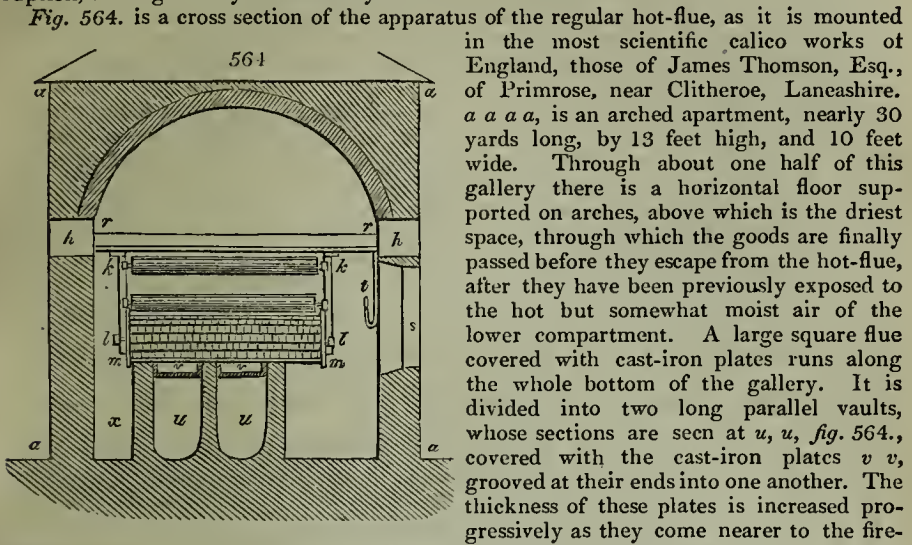 Fig. 564. is a cross section of the apparatus of the regular hot-flue, as it is mounted
in the most scientific calico works of
England, those of James Thomson, Esq.,
of Primrose, near Clitheroe, Lancashire.
a a a a, is an arched apartment, nearly 30
yards long, by 13 feet high, and 10 feet
wide. Through about one half of this
gallery there is a horizontal floor sup-
ported on arches, above which is the driest
space, through which the goods are finally
passed before they escape from the hot-flue,
after they have been previously exposed to
the hot but somewhat moist air of the
lower compartment. A large square flue
covered with cast-iron plates runs along
the whole bottom of the gallery. It is
divided into two long parallel vaults,
whose sections are seen at u, u, fig. 564.,
covered with the cast-iron plates v v,
grooved at their ends into one another. The
thickness of these plates is increased pro-
gressively as they come nearer to the fire-
564
a a
r r
h h
k k
t
s
l l
m m
v v
x u u
a a